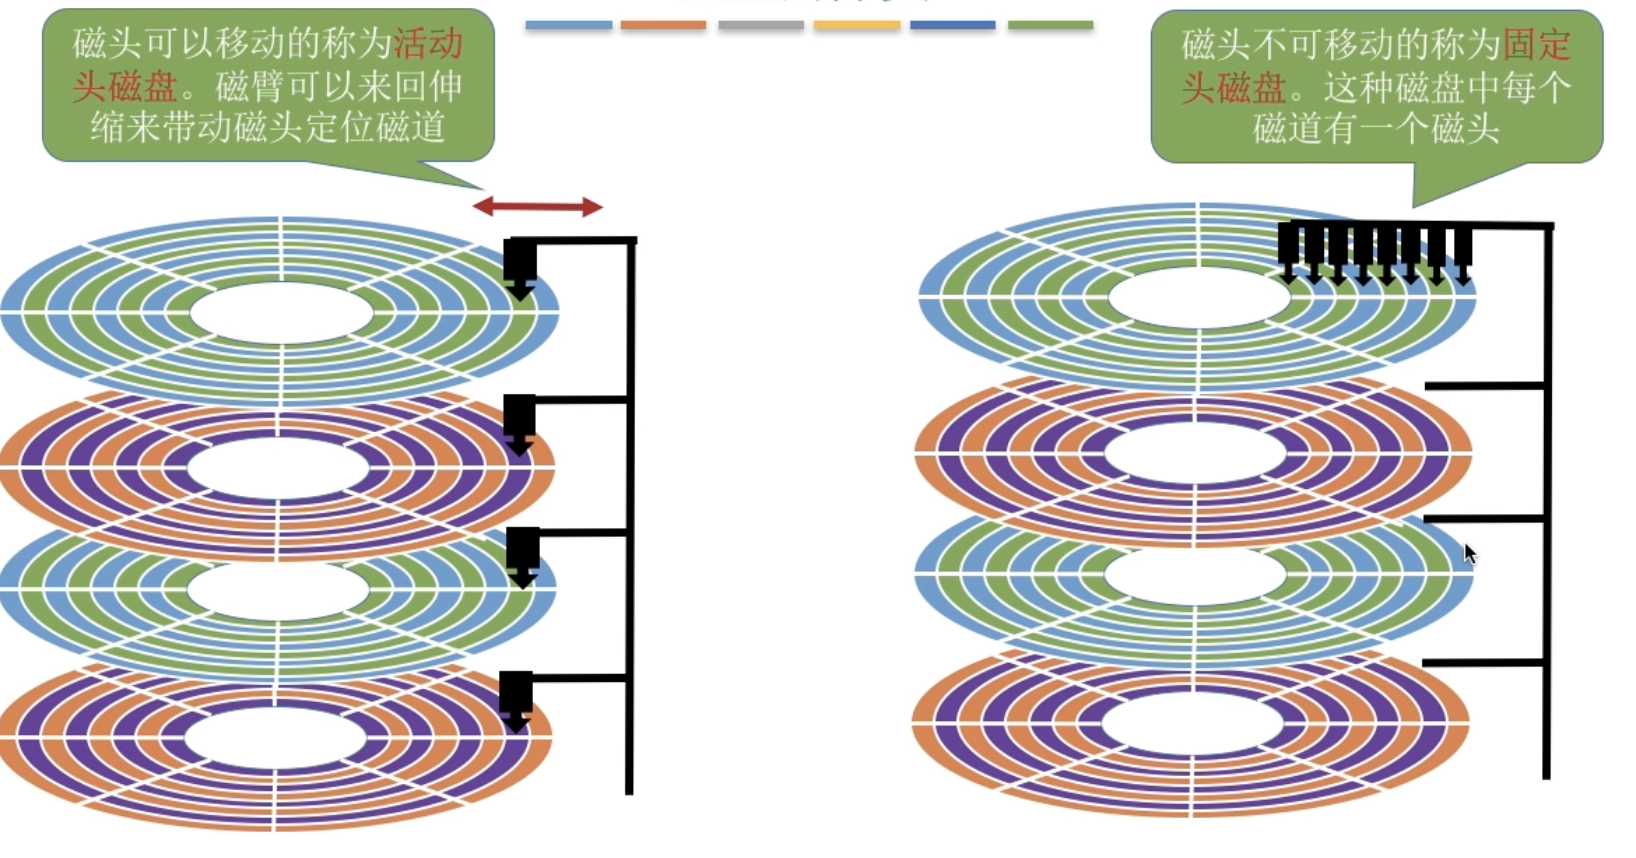 磁头可以移动的称为活动
头磁盘。磁臂可以来回伸
缩来带动磁头定位磁道
磁头不可移动的称为固定
头磁盘。这种磁盘中每个
磁道有一个磁头